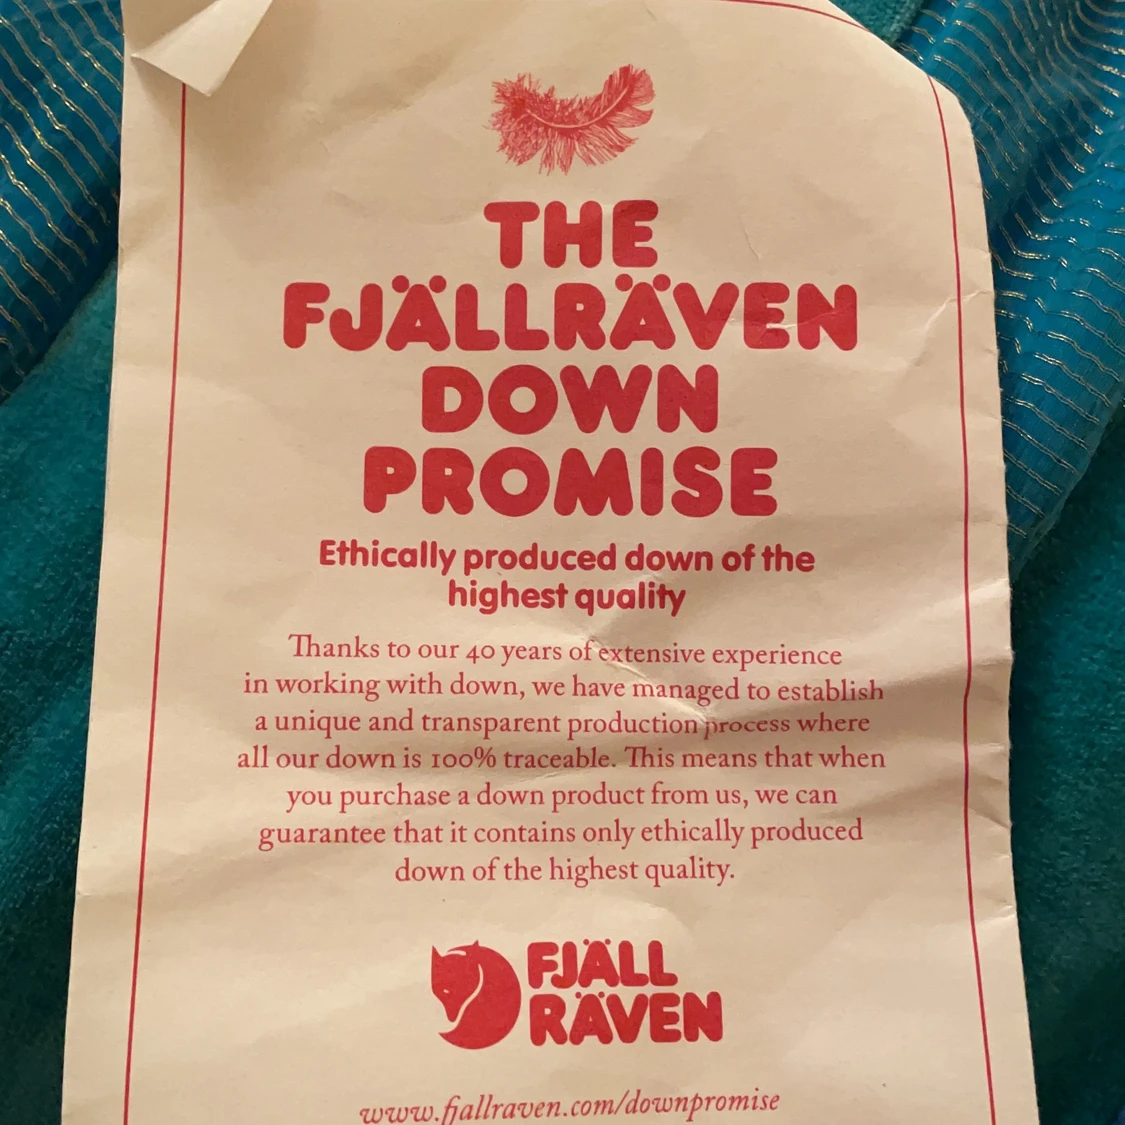 THE
FJÄLLRÄVEN
DOWN
PROMISE
Ethically produced down of the
highest quality
Thanks to our 40 years of extensive experience
in working with down, we have managed to establish
a unique and transparent production process where
all our down is 100% traceable. This means that when
you purchase a down product from us, we can
guarantee that it contains only ethically produced
down of the highest quality.
FJÄLL
RÄVEN
www.fjallraven.com/downpromise